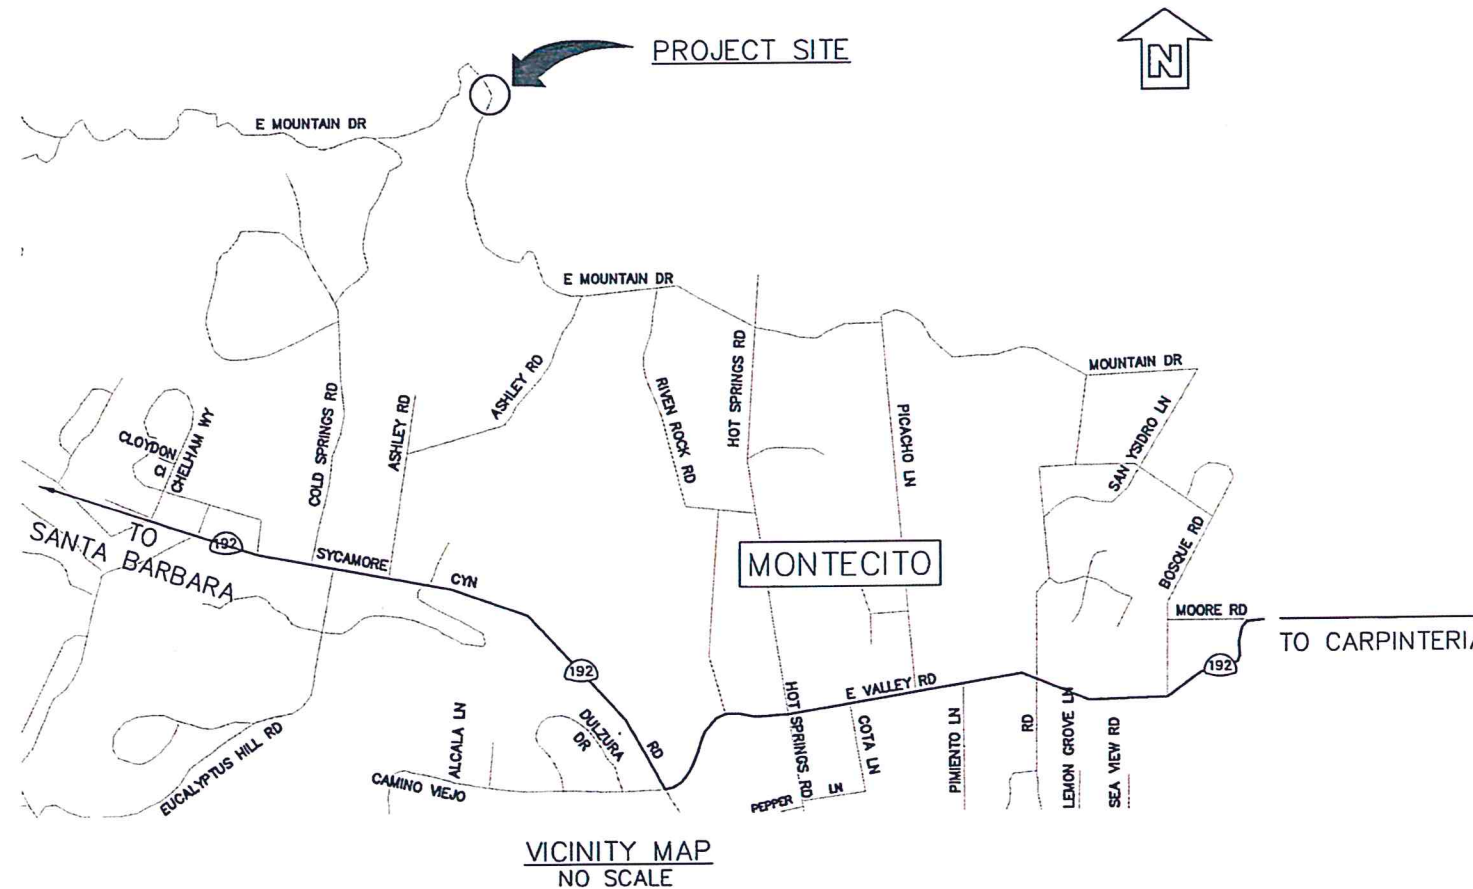 PROJECT SITE
N
E MOUNTAIN DR
E MOUNTAIN DR
MOUNTAIN DR
HOT SPRINGS RD
ASHLEY RD
RIVEN ROCK RD
PICACHO LN
SAN YSIDRO LN
COLD SPRINGS RD
ASHLEY RD
CLOYDON
CHELHAM WY
BOSQUE RD
TO
SANTA BARBARA
192
SYCAMORE
CYN
MONTECITO
MOORE RD
TO CARPINTERIA
192
192
E VALLEY RD
HOT SPRINGS RD
COTA LN
PIMIENTO LN
RD
LEMON GROVE LN
SEA VIEW RD
ALCALA LN
DULZURA
DR
RD
EUCALYPTUS HILL RD
CAMINO VIEJO
PEPPER LN
VICINITY MAP
NO SCALE